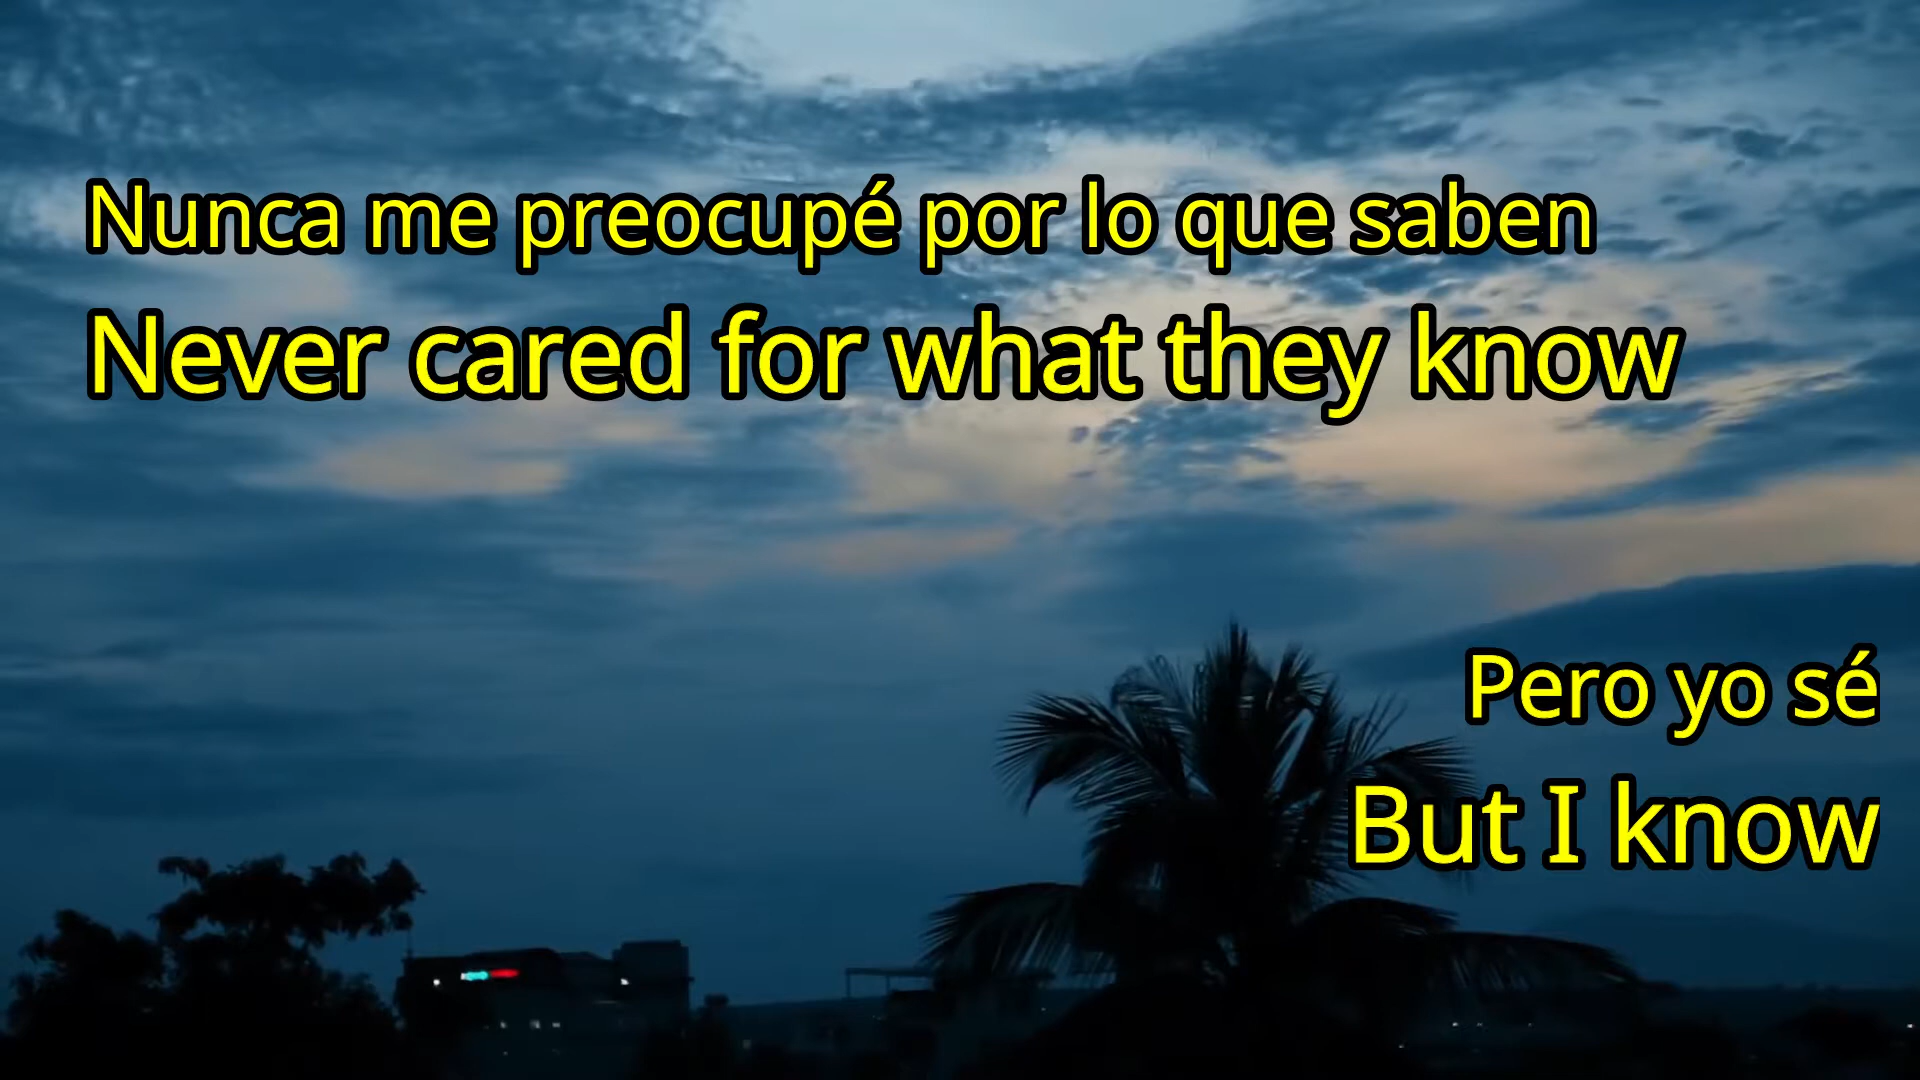 Nunca me preocupé por lo que saben
Never cared for what they know
Pero yo sé
But I know